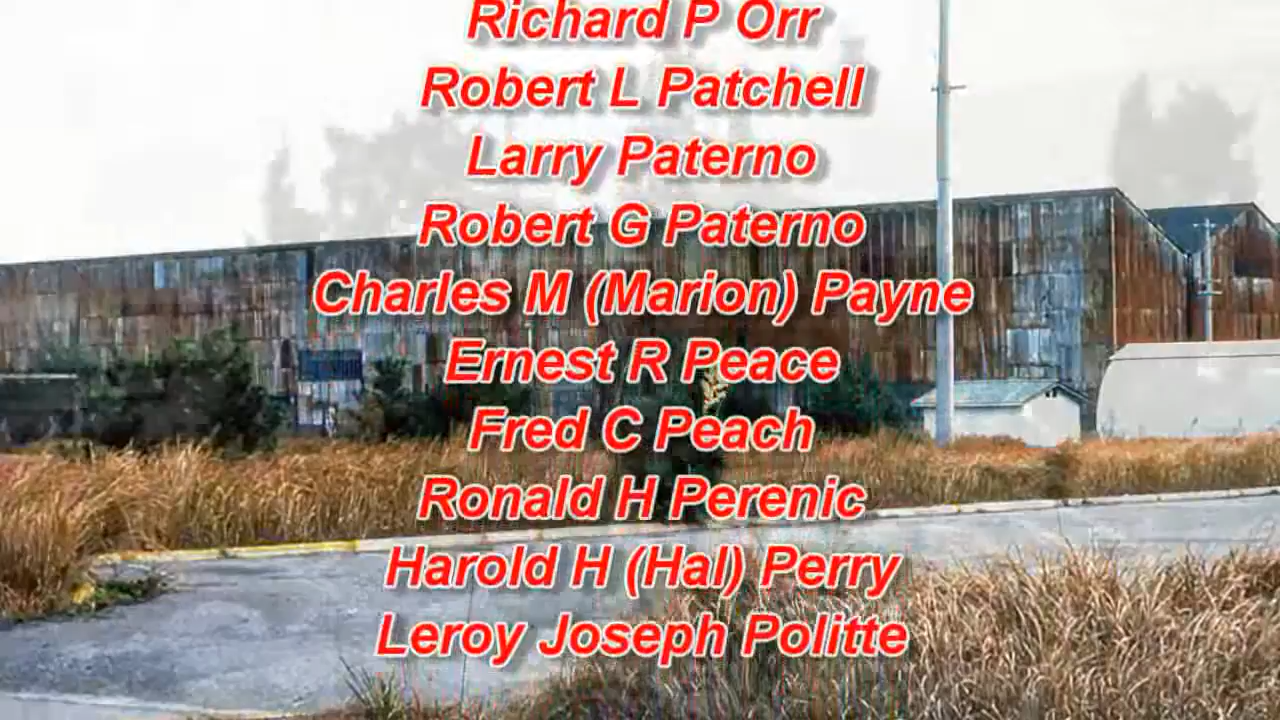 Richard P Orr
Robert L Patchell
Larry Paterno
Robert G Paterno
Charles M (Marion) Payne
Ernest R Peace
Fred C Peach
Ronald H Perenic
Harold H (Hal) Perry
Leroy Joseph Politte